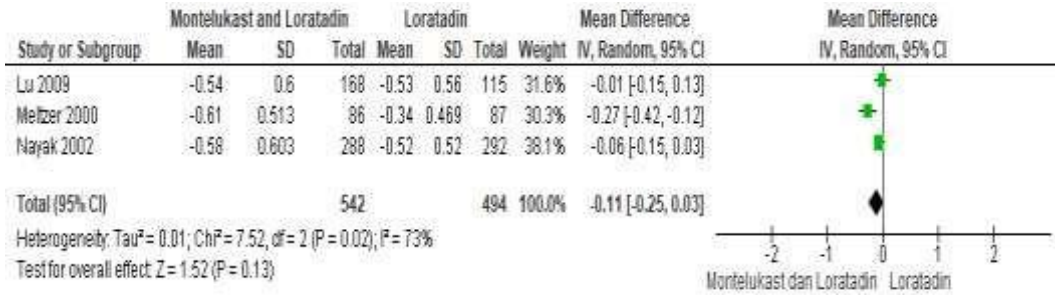 Montelukast and Loratadin Loratadin Mean Difference Mean Difference
Study or Subgroup Mean SD Total Mean SD Total Weight IV, Random, 95% CI IV, Random, 95% CI
Lu 2009 -0.54 0.6 168 -0.53 0.56 115 31.6% -0.01 [-0.15, 0.13]
Meltzer 2000 -0.61 0.513 86 -0.34 0.469 87 30.3% -0.27 [-0.42, -0.12]
Nayak 2002 -0.58 0.603 288 -0.52 0.52 292 38.1% -0.06 [-0.15, 0.03]
Total (95% CI) 542 494 100.0% -0.11 [-0.25, 0.03]
Heterogeneity: Tau² = 0.01; Chi² = 7.52, df = 2 (P = 0.02); I² = 73%
Test for overall effect: Z = 1.52 (P = 0.13)
-2 -1 0 1 2
Montelukast dan Loratadin Loratadin